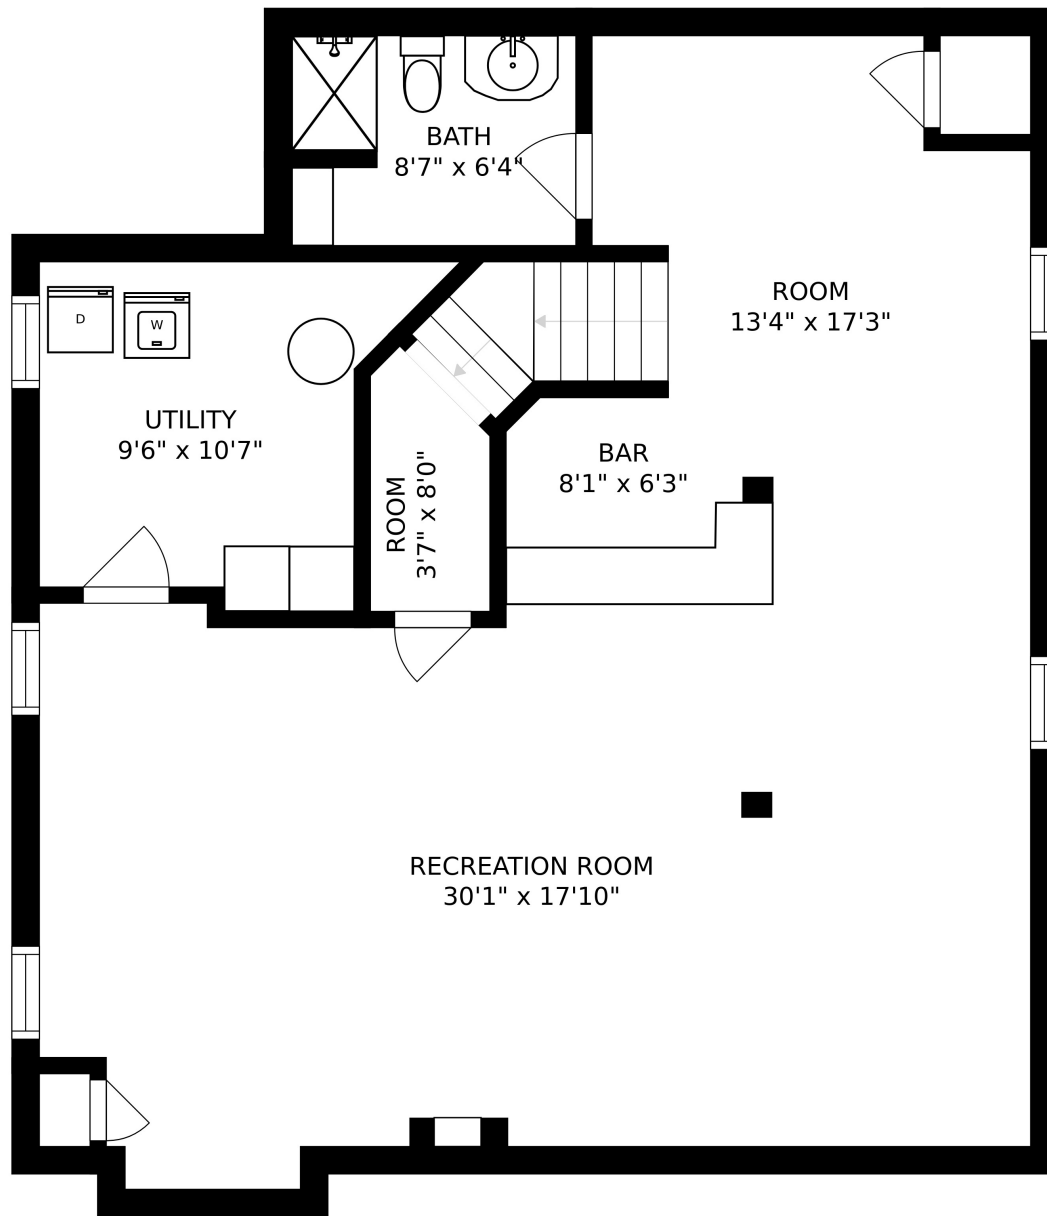 BATH
8'7" x 6'4"
ROOM
13'4" x 17'3"
D
W
UTILITY
9'6" x 10'7"
BAR
8'1" x 6'3"
ROOM
3'7" x 8'0"
RECREATION ROOM
30'1" x 17'10"